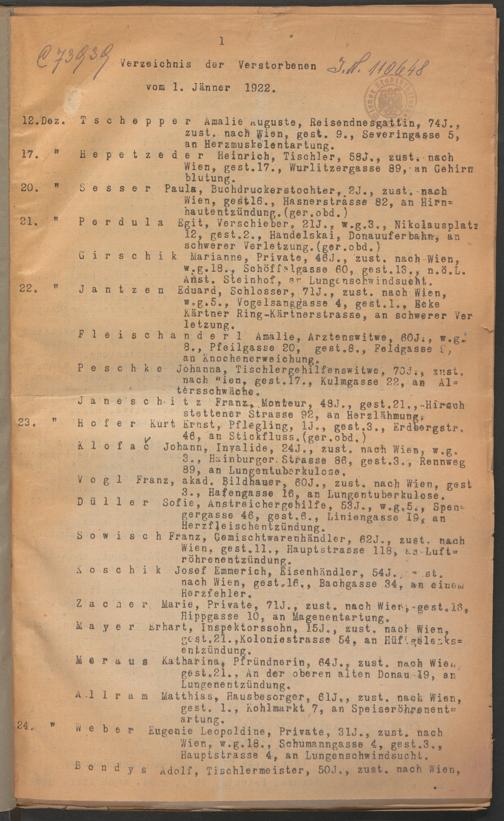 1
C 73939
Verzeichnis der Verstorbenen
J.N. 110648
vom 1. Jänner 1922.
12.Dez. Tschepper Amalie Auguste, Reisendnesgattin, 74J.,
zust. nach Wien, gest. 9., Severingasse 5,
an Herzmuskelentartung.
17. " Hepetzeder Heinrich, Tischler, 58J., zust. nach
Wien, gest.17., Wurlitzergasse 89, an Gehirn
blutung.
20. " Sesser Paula, Buchdruckerstochter, 2J., zust. nach
Wien, gest16., Hasnerstrasse 82, an Hirn=
hautentzündung.(ger.obd.)
21. " Perdula Egit, Verschieber, 21J., w.g.3., Nikolausplatz
12, gest.2., Handelskai, Donauuferbahn, an
schwerer Verletzung.(ger.obd.)
Girschik Marianne, Private, 46J., zust. nach Wien,
w.g.18., Schöffelgasse 60, gest.13., n.ö.L.
Anst. Steinhof, an Lungenschwindsucht.
22. " Jantzen Eduard, Schlosser, 71J., zust. nach Wien,
w.g.5., Vogelsanggasse 4, gest.1., Ecke
Kärtner Ring-Kärtnerstrasse, an schwerer Ver
letzung.
Fleischanderl Amalie, Arztenswitwe, 60J., w.g.
8., Pfeilgasse 20, gest.8., Feldgasse
an Knochenerweichung.
Peschke Johanna, Tischlergehilfenswitwe, 70J., zust.
nach Wien, gest.17., Kulmgasse 22, an Al=
tersschwäche.
Janeschitz Franz, Monteur, 48J., gest.21., Hirsch
stettener Strasse 92, an Herzlähmung.
23. " Hofer Kurt Ernst, Pflegling, 1J., gest.3., Erdbergstr.
46, an Stickfluss.(ger.obd.)
Klofač Johann, Invalide, 24J., zust. nach Wien, w.g.
3., Hainburger Strasse 86, gest.3., Rennweg
89, an Lungentuberkulose.
Vogl Franz, akad. Bildhauer, 60J., zust. nach Wien, gest
3., Hafengasse 16, an Lungentuberkulose.
Düller Sofie, Anstreichergehilfe, 53J., w.g.5., Spen=
gergasse 46, gest.6., Liniengasse 19, an
Herzfleischentzündung.
Sowisch Franz, Gemischtwarenhändler, 62J., zust. nach
Wien, gest.11., Hauptstrasse 118, an Luft=
röhrenentzündung.
Koschik Josef Emmerich, Eisenhändler, 54J., zust.
nach Wien, gest.16., Bachgasse 34, an einem
Herzfehler.
Zacher Marie, Private, 71J., zust. nach Wien, gest.18,
Hippgasse 10, an Magenentartung.
Mayer Erhart, Inspektorssohn, 15J., zust. nach Wien,
gest.21.,Koloniestrasse 54, an Hüftgelenks=
entzündung.
Meraus Katharina, Pfründnerin, 64J., zust. nach Wien,
gest.21., An der oberen alten Donau 19, an
Lungenentzündung.
Allram Matthias, Hausbesorger, 61J., zust. nach Wien,
gest. 1., Kohlmarkt 7, an Speiseröhrenent=
artung.
24. " Weber Eugenie Leopoldine, Private, 31J., zust. nach
Wien, w.g.18., Schumanngasse 4, gest.3.,
Hauptstrasse 4, an Lungenschwindsucht.
Bondys Adolf, Tischlermeister, 50J., zust. nach Wien,